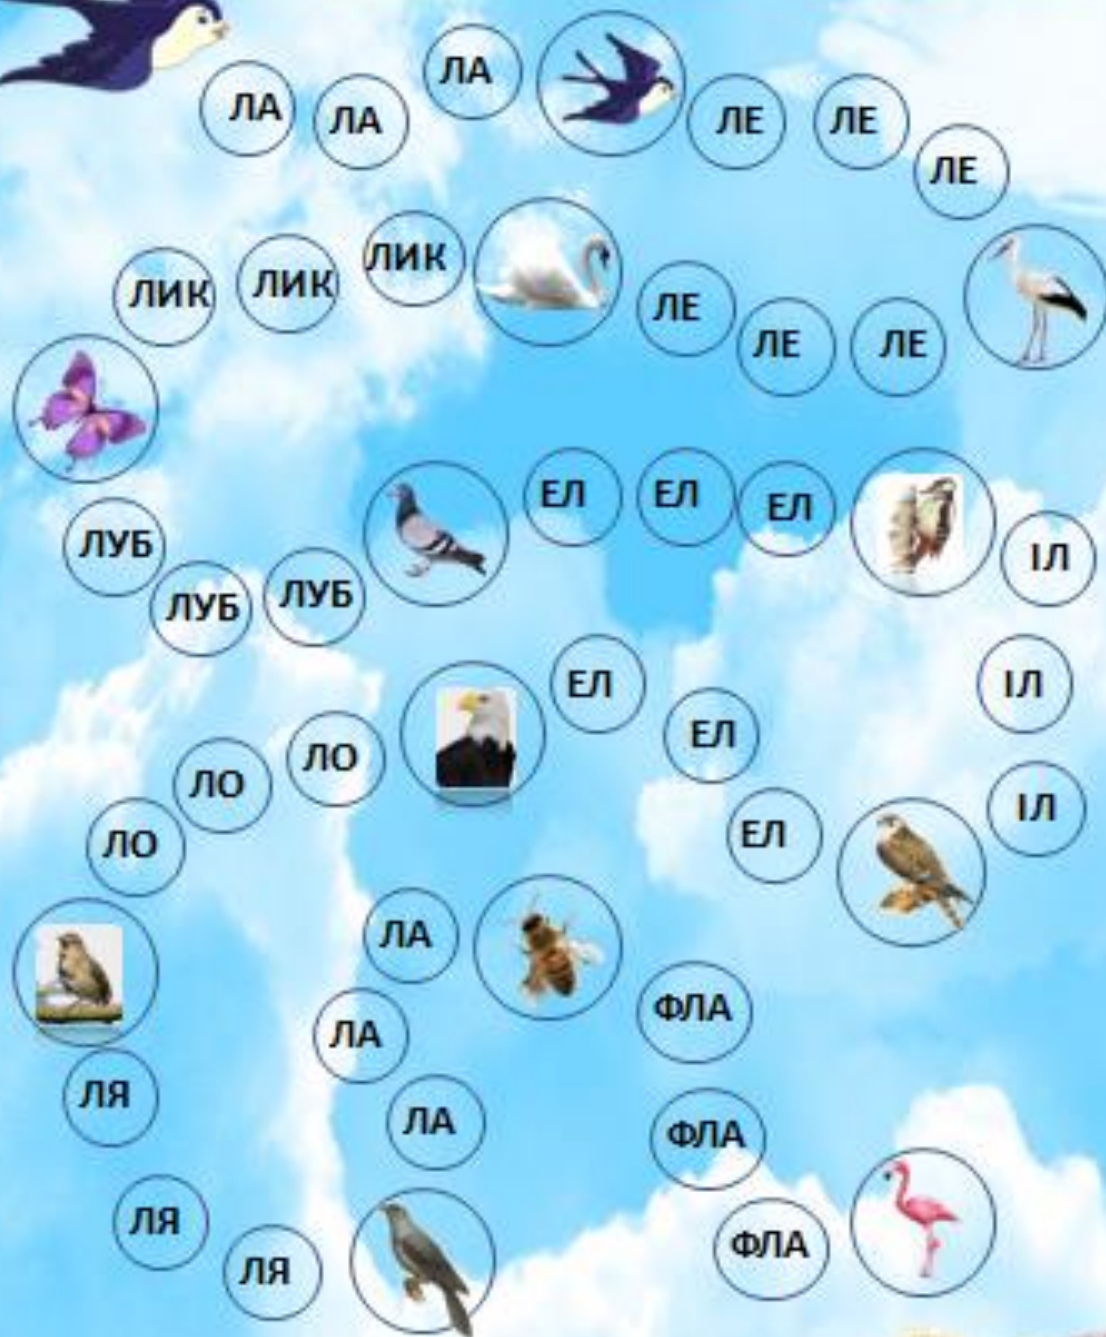 ЛА ЛА ЛА ЛЕ ЛЕ ЛЕ
ЛИК ЛИК ЛИК ЛЕ ЛЕ ЛЕ
ЛУБ ЛУБ ЛУБ ЕЛ ЕЛ ЕЛ ІЛ
ІЛ
ІЛ
ЛО ЛО ЛО ЕЛ ЕЛ ЕЛ
ЛЯ
ЛЯ
ЛЯ
ЛА
ЛА
ЛА
ФЛА
ФЛА
ФЛА